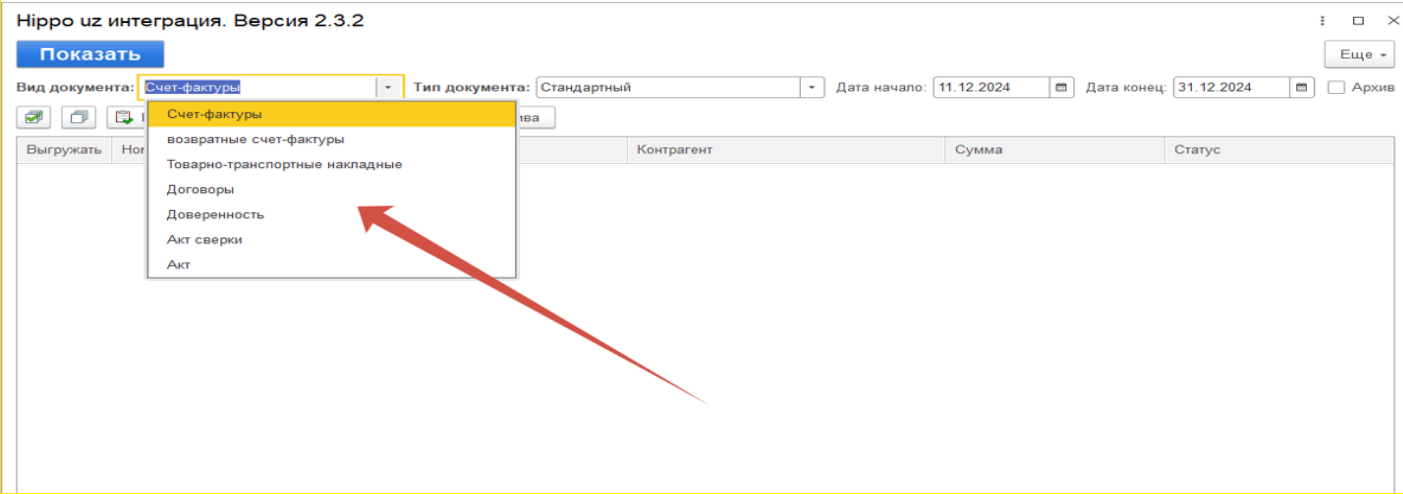 Hippo uz интеграция. Версия 2.3.2
Показать
Еще
Вид документа: Счет-фактуры Тип документа: Стандартный Дата начало: 11.12.2024 Дата конец: 31.12.2024 Архив
Счет-фактуры
возвратные счет-фактуры
Товарно-транспортные накладные
Договоры
Доверенность
Акт сверки
Акт
Выгружать Контрагент Сумма Статус